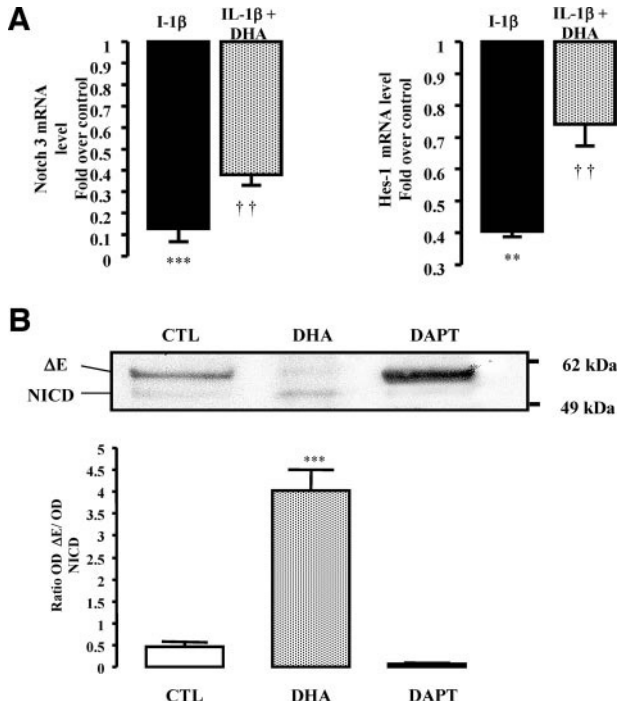 A
I-1β
IL-1β +
DHA
1
0.9
0.8
0.7
0.6
0.5
0.4
0.3
0.2
0.1
0
Notch 3 mRNA
level
Fold over control
***
††
I-1β
IL-1β +
DHA
1
0.9
0.8
0.7
0.6
0.5
0.4
0.3
Hes-1 mRNA level
Fold over control
**
††
B
CTL DHA DAPT
ΔE
NICD
62 kDa
49 kDa
5
4.5
4
3.5
3
2.5
2
1.5
1
0.5
0
Ratio OD ΔE/ OD
NICD
***
CTL DHA DAPT